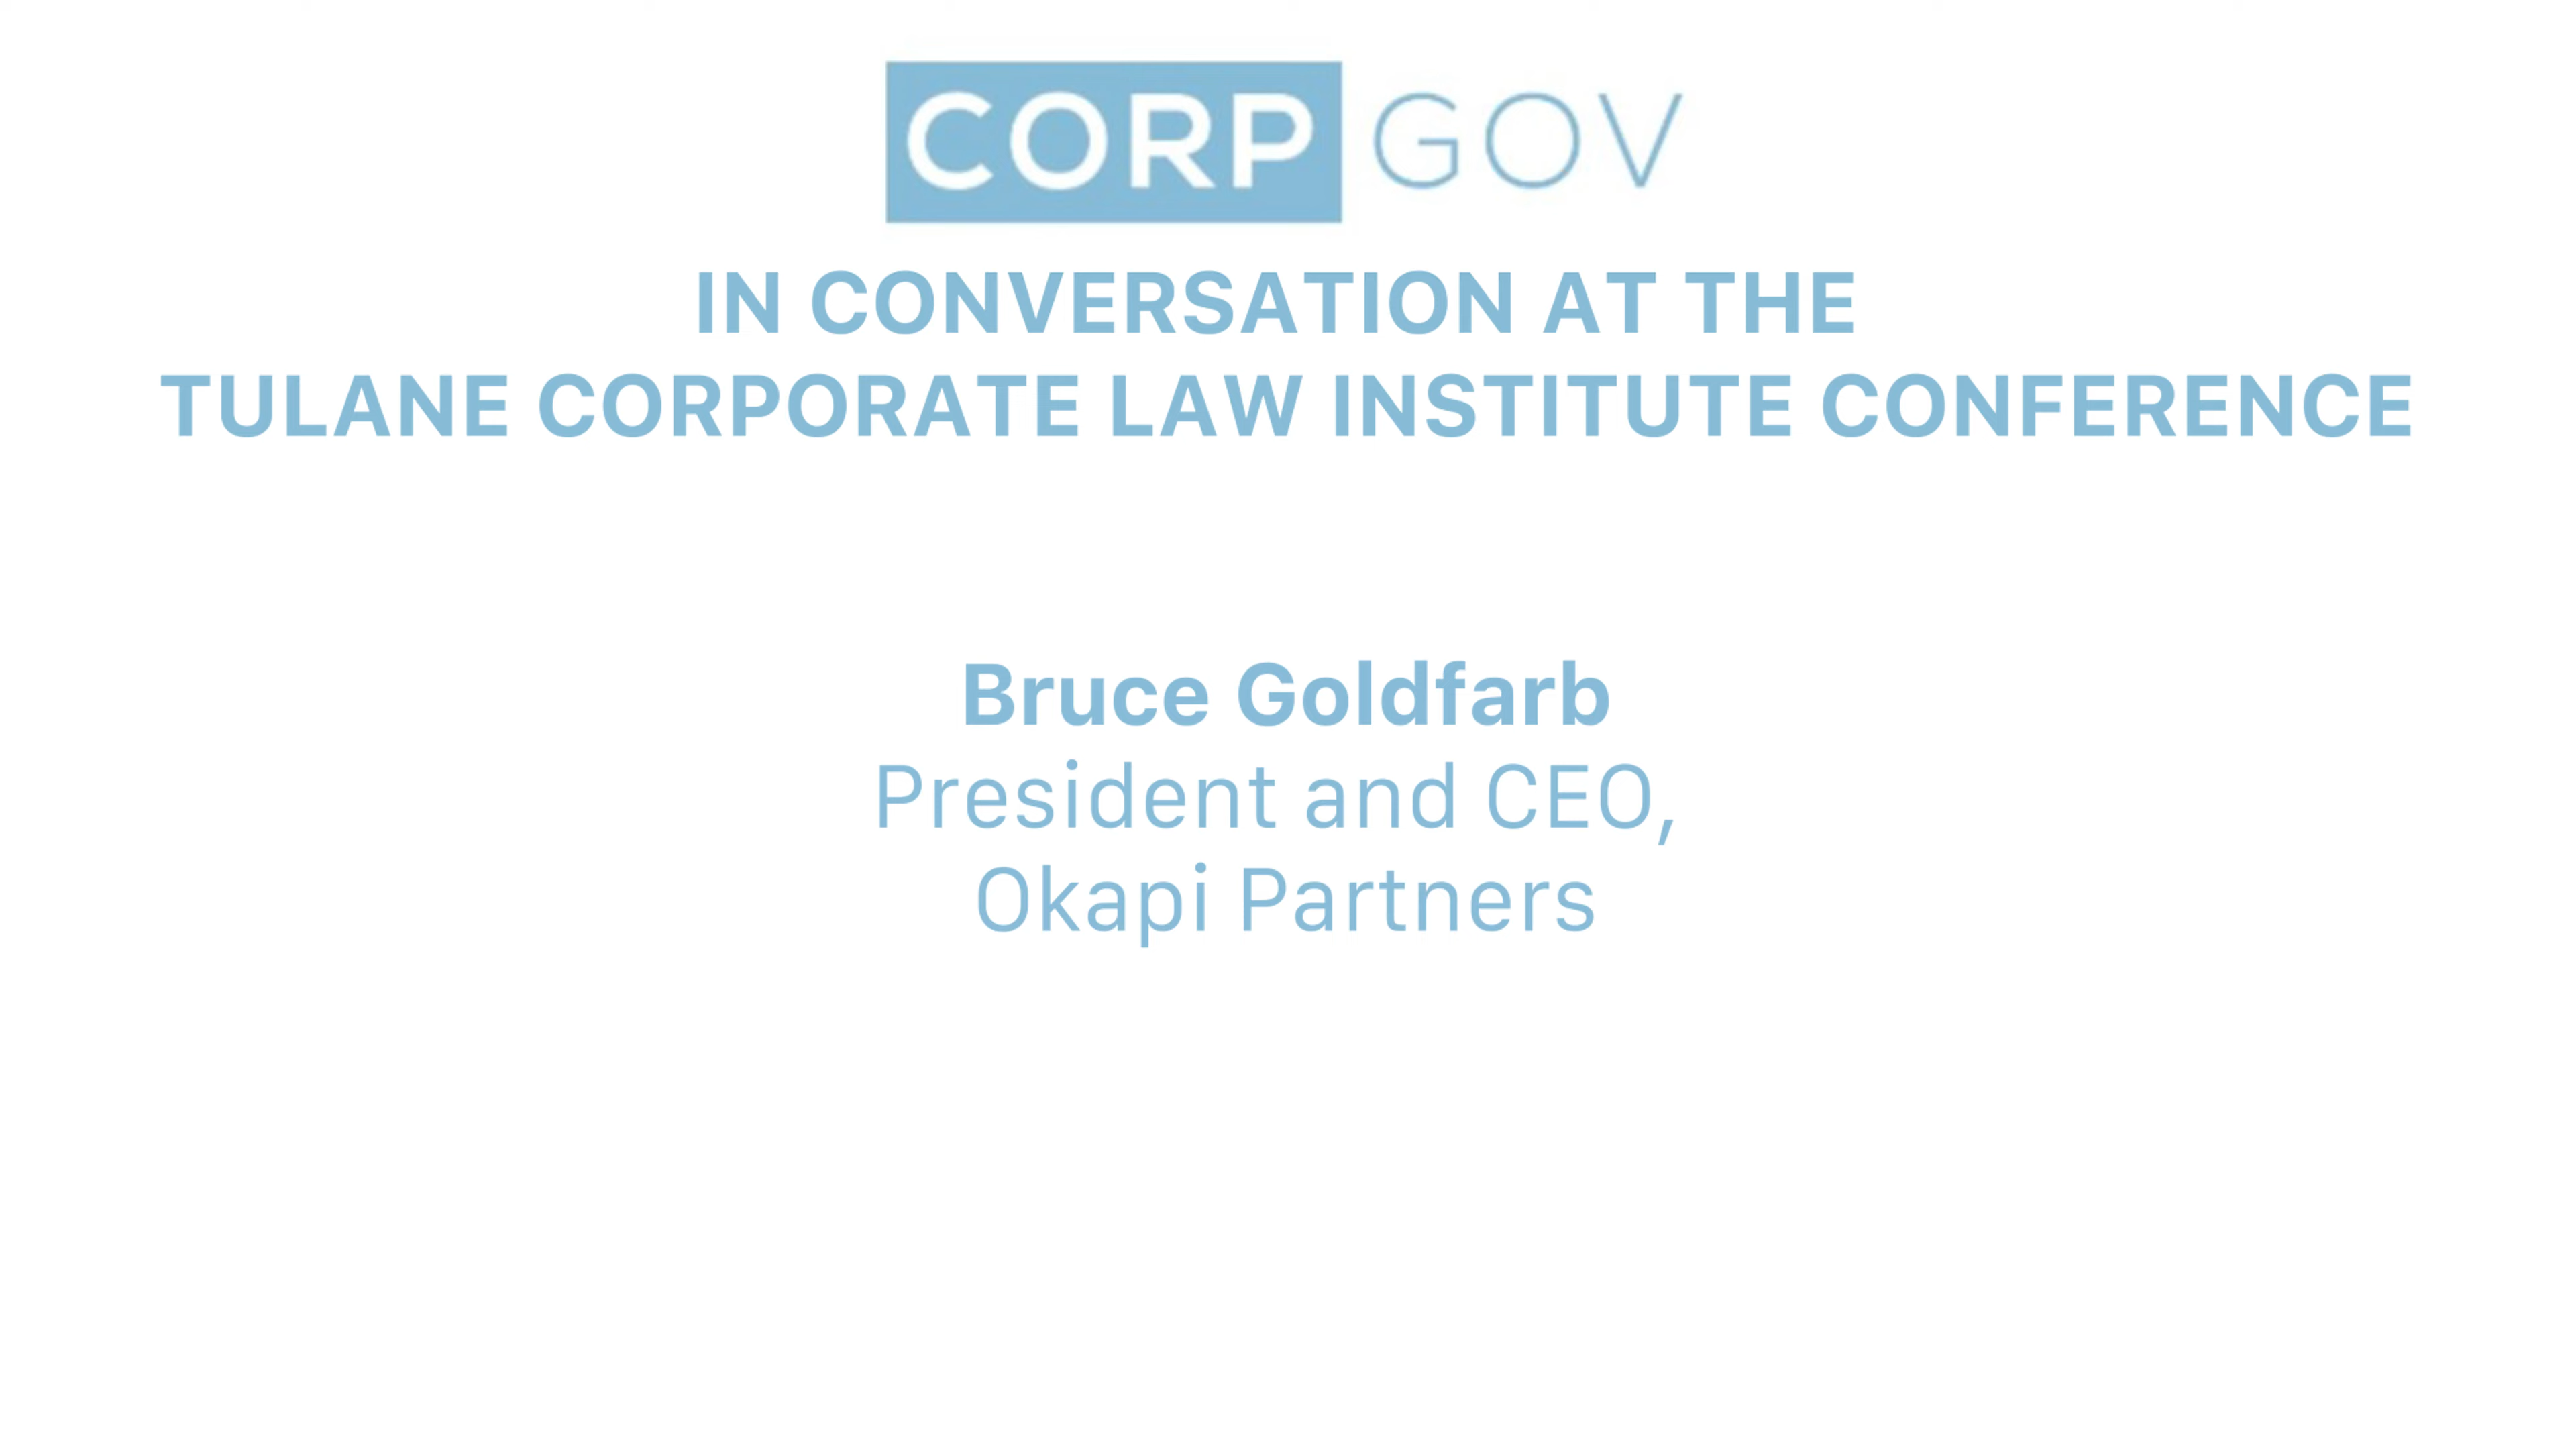 CORP GOV
IN CONVERSATION AT THE
TULANE CORPORATE LAW INSTITUTE CONFERENCE
Bruce Goldfarb
President and CEO,
Okapi Partners